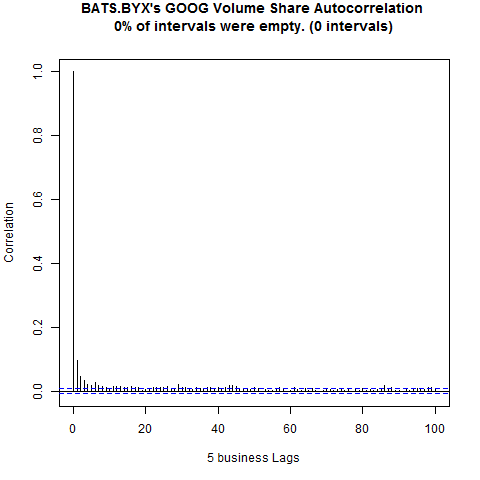 BATS.BYX's GOOG Volume Share Autocorrelation
0% of intervals were empty. (0 intervals)
1.0
0.8
0.6
0.4
0.2
0.0
Correlation
0 20 40 60 80 100
5 business Lags